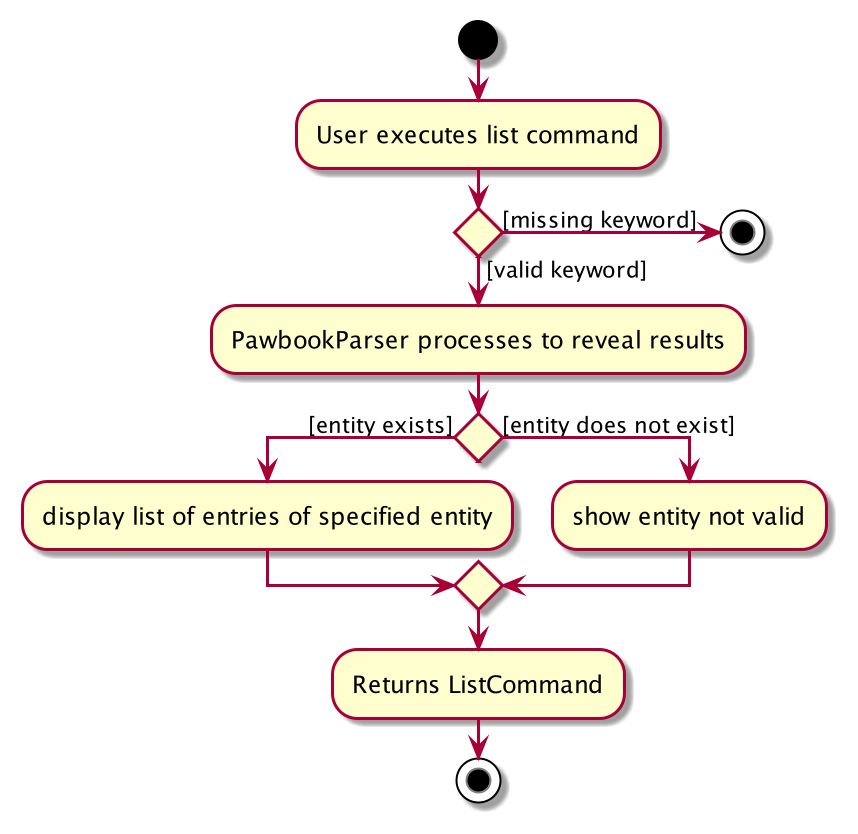 User executes list command
[missing keyword]
[valid keyword]
PawbookParser processes to reveal results
[entity exists]
[entity does not exist]
display list of entries of specified entity
show entity not valid
Returns ListCommand